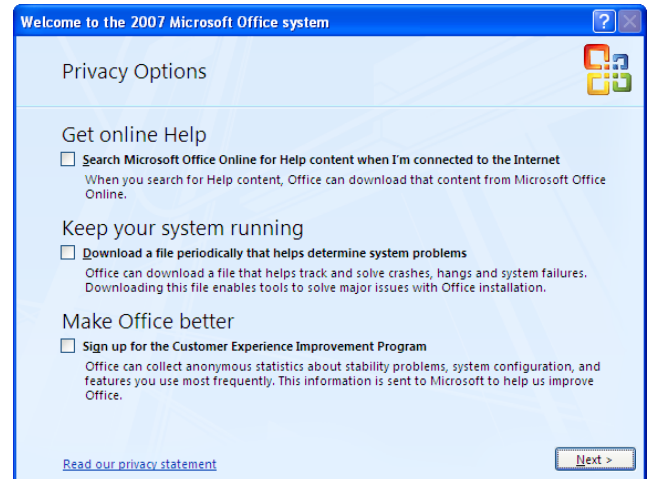 Welcome to the 2007 Microsoft Office system
Privacy Options
Get online Help
Search Microsoft Office Online for Help content when I'm connected to the Internet
When you search for Help content, Office can download that content from Microsoft Office
Online.
Keep your system running
Download a file periodically that helps determine system problems
Office can download a file that helps track and solve crashes, hangs and system failures.
Downloading this file enables tools to solve major issues with Office installation.
Make Office better
Sign up for the Customer Experience Improvement Program
Office can collect anonymous statistics about stability problems, system configuration, and
features you use most frequently. This information is sent to Microsoft to help us improve
Office.
Read our privacy statement
Next >